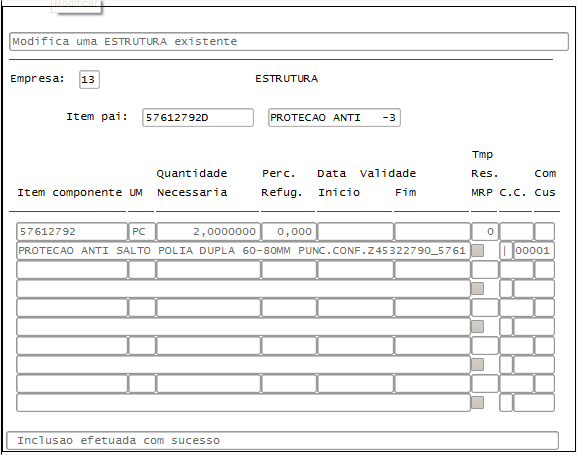 Modificar
Modifica uma ESTRUTURA existente
Empresa: 13 ESTRUTURA
Item pai: 57612792D PROTECAO ANTI -3
Tmp
Quantidade Perc. Data Validade Res. Com
Item componente UM Necessaria Refug. Inicio Fim MRP C.C. Cus
57612792 PC 2,0000000 0,000 0
PROTECAO ANTI SALTO POLIA DUPLA 60-80MM PUNC.CONF.Z45322790_5761 | 00001
Inclusao efetuada com sucesso